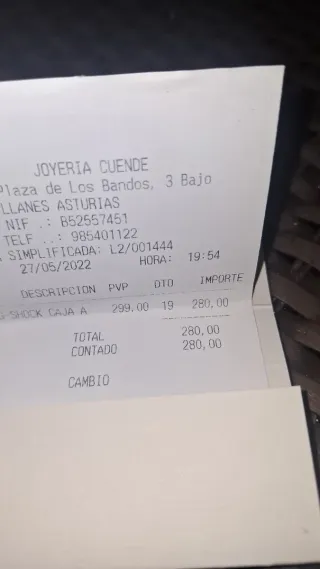 JOYERIA CUENDE
Plaza de Los Bandos, 3 Bajo
LLANES ASTURIAS
NIF .: B52557451
TELF ..: 985401122
A SIMPLIFICADA: L2/001444
27/05/2022 HORA: 19:54
DESCRIPCION PVP DTO IMPORTE
G-SHOCK CAJA A 299,00 19 280,00
TOTAL 280,00
CONTADO 280,00
CAMBIO